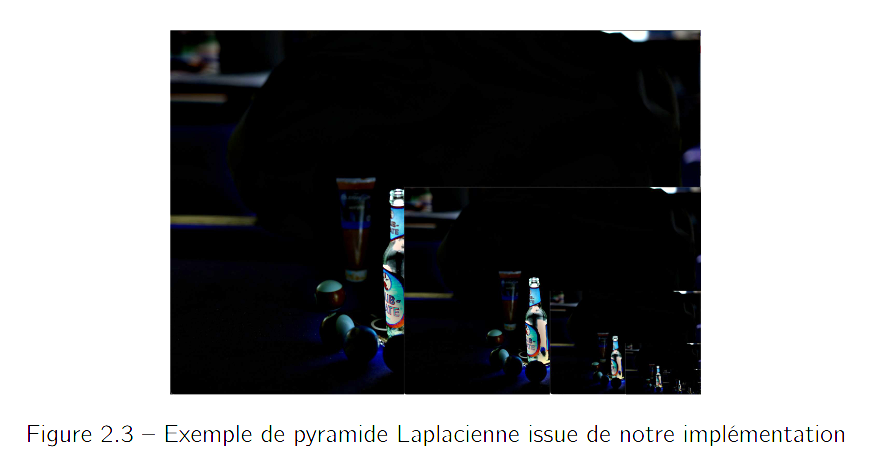 Figure 2.3 – Exemple de pyramide Laplacienne issue de notre implémentation